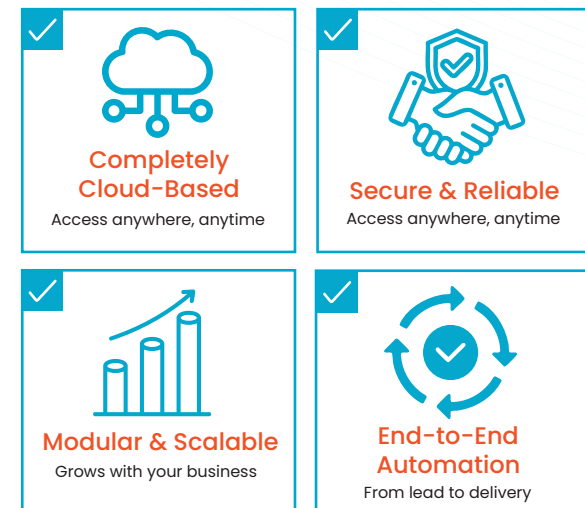 Completely
Cloud-Based
Access anywhere, anytime
Secure & Reliable
Access anywhere, anytime
Modular & Scalable
Grows with your business
End-to-End
Automation
From lead to delivery